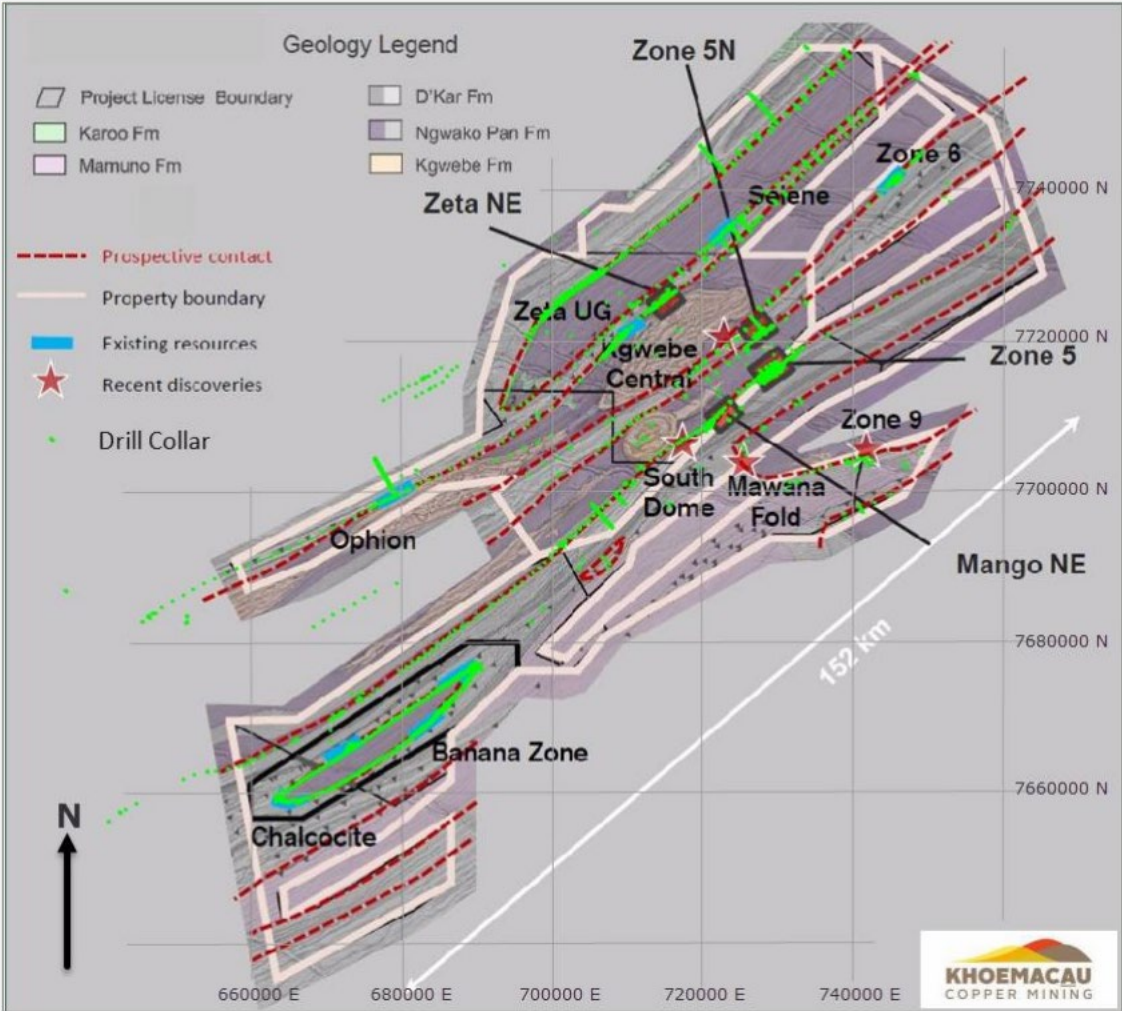 Geology Legend
Project License Boundary
Karoo Fm
Mamuno Fm
D'Kar Fm
Ngwako Pan Fm
Kgwebe Fm
Prospective contact
Property boundary
Existing resources
Recent discoveries
Drill Collar
Zone 5N
Zone 6
7740000 N
Zeta NE
Selene
Zeta UG
7720000 N
Kgwebe
Central
Zone 5
Zone 9
South
Dome
Mawana
Fold
7700000 N
Ophion
Mango NE
7680000 N
152 km
Banana Zone
7660000 N
Chalcocite
N
660000 E
680000 E
700000 E
720000 E
740000 E
KHOEMACAU
COPPER MINING